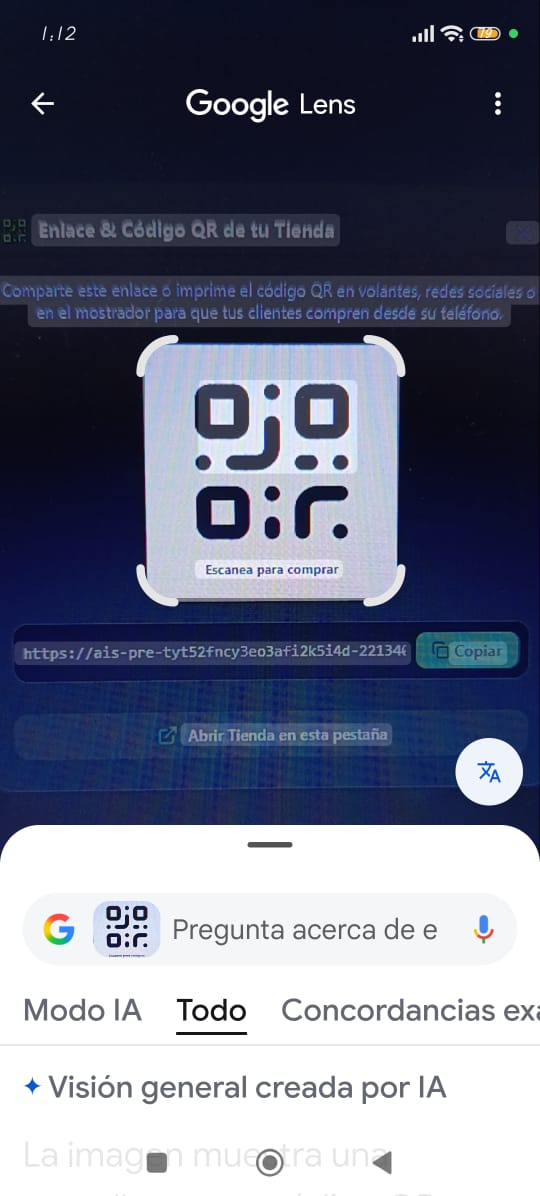 1:12
79
Google Lens
Enlace & Código QR de tu Tienda
Comparte este enlace o imprime el código QR en volantes, redes sociales o
en el mostrador para que tus clientes compren desde su teléfono.
Escanea para comprar
https://ais-pre-tyt52fncy3eo3afi2k5i4d-22134
Copiar
Abrir Tienda en esta pestaña
Pregunta acerca de e
Modo IA Todo Concordancias exa
Visión general creada por IA
La imagen muestra una